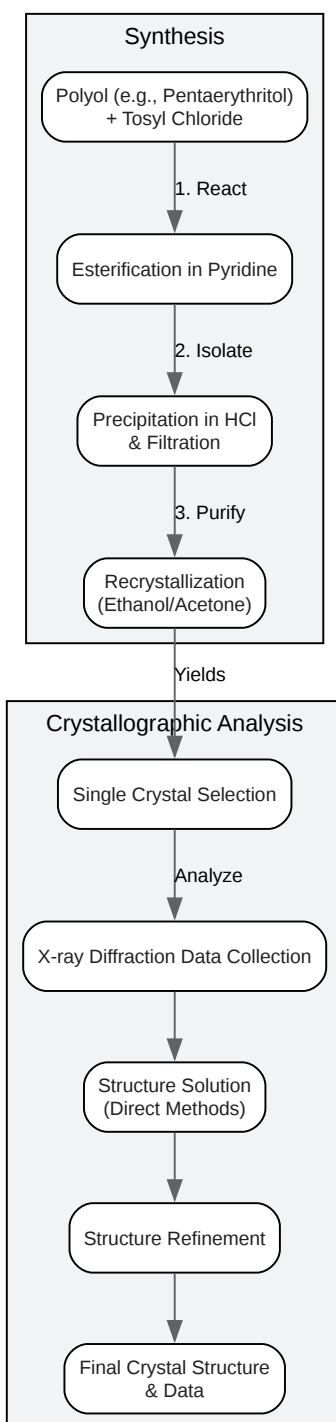 Synthesis
Polyol (e.g., Pentaerythritol)
+ Tosyl Chloride
1. React
Esterification in Pyridine
2. Isolate
Precipitation in HCl
& Filtration
3. Purify
Recrystallization
(Ethanol/Acetone)
Yields
Crystallographic Analysis
Single Crystal Selection
Analyze
X-ray Diffraction Data Collection
Structure Solution
(Direct Methods)
Structure Refinement
Final Crystal Structure
& Data